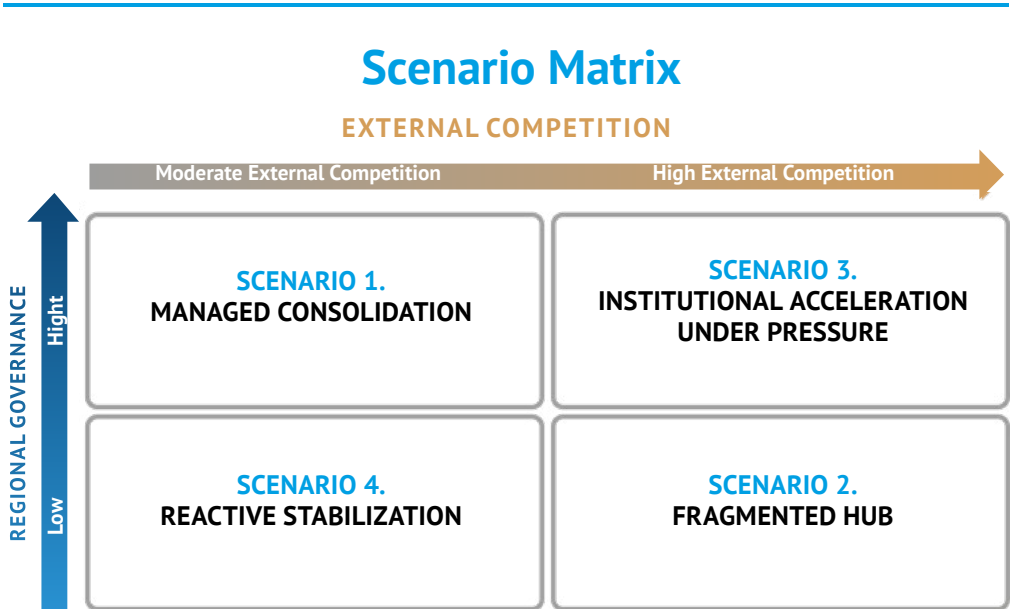 Scenario Matrix
EXTERNAL COMPETITION
Moderate External Competition
High External Competition
REGIONAL GOVERNANCE
Hight
Low
SCENARIO 1.
MANAGED CONSOLIDATION
SCENARIO 3.
INSTITUTIONAL ACCELERATION
UNDER PRESSURE
SCENARIO 4.
REACTIVE STABILIZATION
SCENARIO 2.
FRAGMENTED HUB